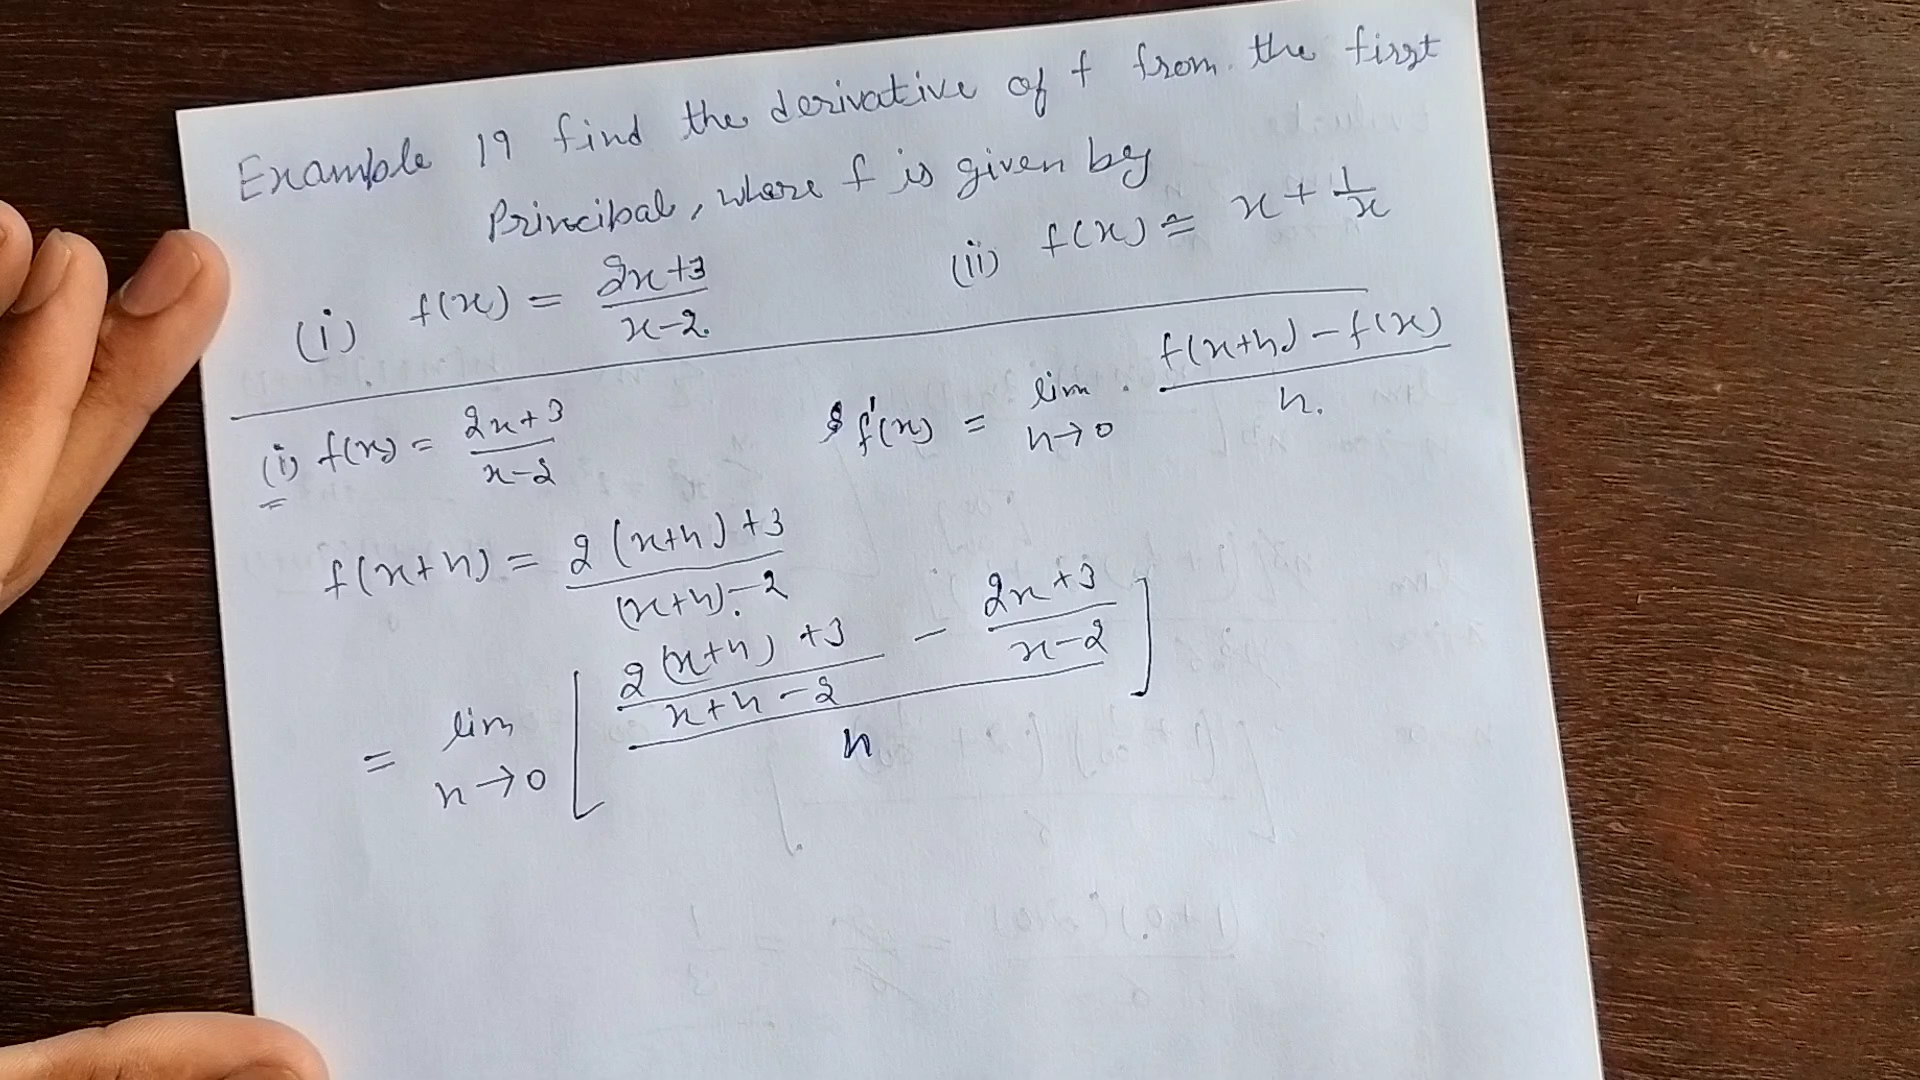 Example 19 find the derivative of f from the first
Principal, where f is given by
(i) f(x) = (2x+3)/(x-2) (ii) f(x) = x + 1/x
(i) f(x) = (2x+3)/(x-2) f'(x) = lim h→0 (f(x+h) - f(x))/h.
f(x+h) = (2(x+h)+3)/((x+h)-2)
= lim h→0 [((2(x+h)+3)/(x+h-2) - (2x+3)/(x-2))/h]